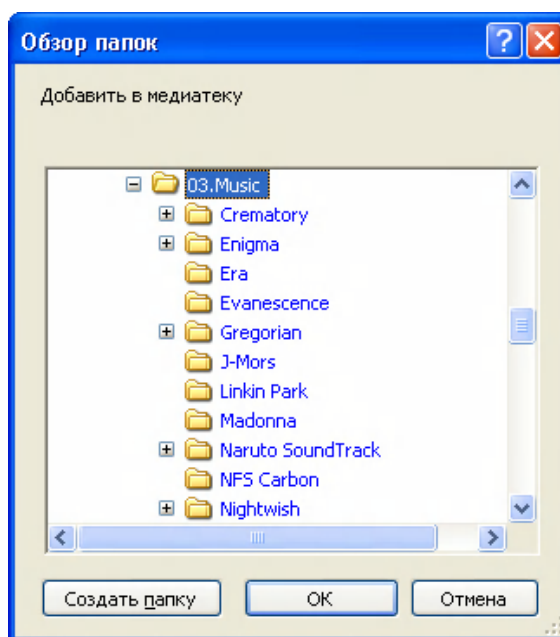 Обзор папок
Добавить в медиатеку
03.Music
Crematory
Enigma
Era
Evanescence
Gregorian
J-Mors
Linkin Park
Madonna
Naruto SoundTrack
NFS Carbon
Nightwish
Создать папку ОК Отмена